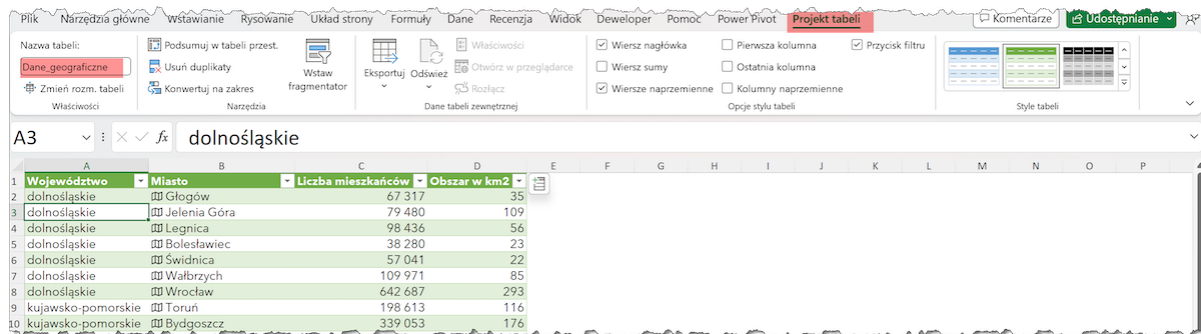 Plik Narzędzia główne Wstawianie Rysowanie Układ strony Formuły Dane Recenzja Widok Deweloper Pomoc Power Pivot Projekt tabeli Komentarze Udostępnianie
Nazwa tabeli: Podsumuj w tabeli przest. Właściwości Wiersz nagłówka Pierwsza kolumna Przycisk filtru
Dane_geograficzne Usuń duplikaty Wstaw fragmentator Eksportuj Odśwież Otwórz w przeglądarce Wiersz sumy Ostatnia kolumna
Zmień rozm. tabeli Konwertuj na zakres Rozłącz Wiersze naprzemienne Kolumny naprzemienne
Właściwości Narzędzia Dane tabeli zewnętrznej Opcje stylu tabeli Style tabeli
A3 fx dolnośląskie
A B C D E F G H I J K L M N O P
1 Województwo Miasto Liczba mieszkańców Obszar w km2
2 dolnośląskie Głogów 67 317 35
3 dolnośląskie Jelenia Góra 79 480 109
4 dolnośląskie Legnica 98 436 56
5 dolnośląskie Bolesławiec 38 280 23
6 dolnośląskie Świdnica 57 041 22
7 dolnośląskie Wałbrzych 109 971 85
8 dolnośląskie Wrocław 642 687 293
9 kujawsko-pomorskie Toruń 198 613 116
10 kujawsko-pomorskie Bydgoszcz 339 053 176